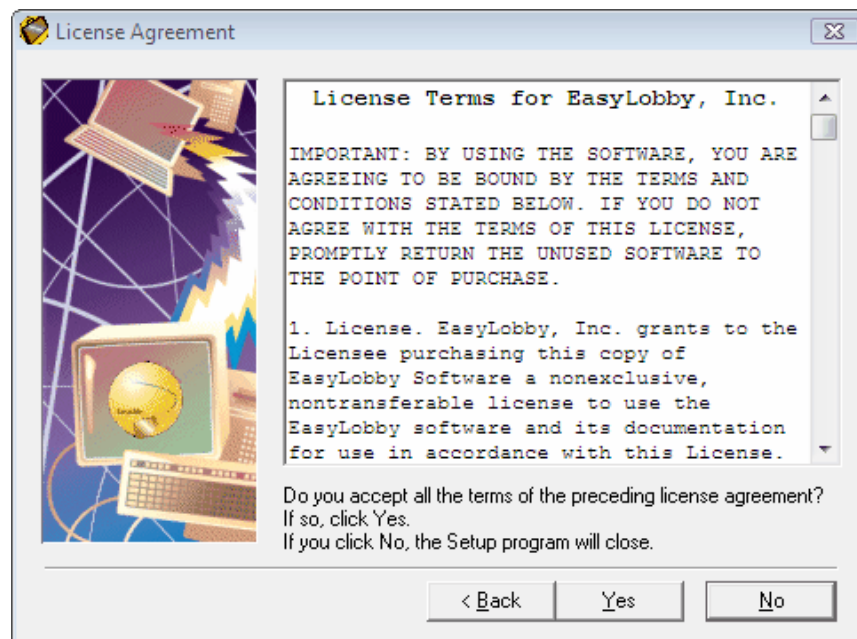 License Agreement
License Terms for EasyLobby, Inc.
IMPORTANT: BY USING THE SOFTWARE, YOU ARE
AGREEING TO BE BOUND BY THE TERMS AND
CONDITIONS STATED BELOW. IF YOU DO NOT
AGREE WITH THE TERMS OF THIS LICENSE,
PROMPTLY RETURN THE UNUSED SOFTWARE TO
THE POINT OF PURCHASE.
1. License. EasyLobby, Inc. grants to the
Licensee purchasing this copy of
EasyLobby Software a nonexclusive,
nontransferable license to use the
EasyLobby software and its documentation
for use in accordance with this License.
Do you accept all the terms of the preceding license agreement?
If so, click Yes.
If you click No, the Setup program will close.
< Back
Yes
No